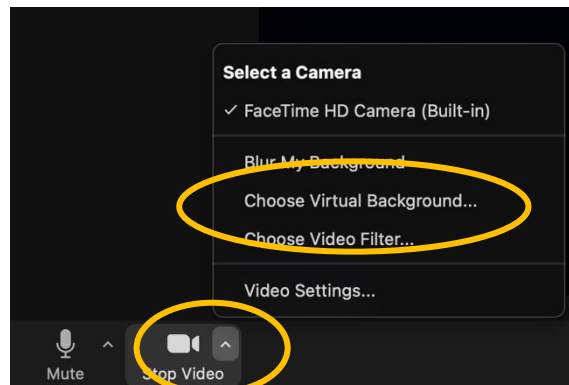 Select a Camera
✓ FaceTime HD Camera (Built-in)
Blur My Background
Choose Virtual Background...
Choose Video Filter...
Video Settings...
Mute
Stop Video